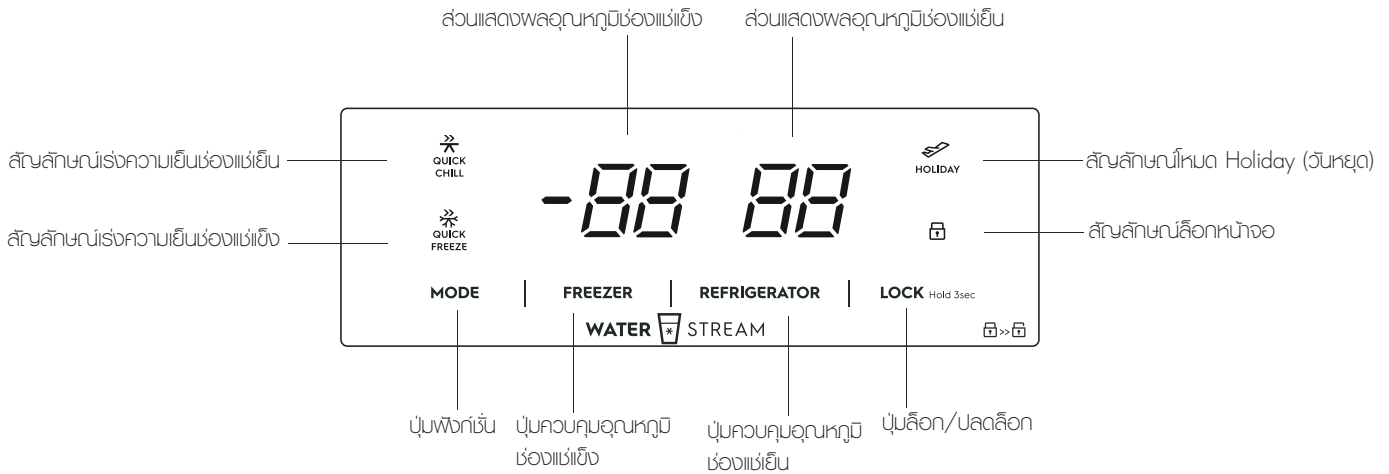 ส่วนแสดงผลอุณหภูมิช่องแช่แข็ง
ส่วนแสดงผลอุณหภูมิช่องแช่เย็น
สัญลักษณ์เร่งความเย็นช่องแช่เย็น
QUICK
CHILL
-88 88
HOLIDAY
สัญลักษณ์โหมด Holiday (วันหยุด)
สัญลักษณ์เร่งความเย็นช่องแช่แข็ง
QUICK
FREEZE
สัญลักษณ์ล็อกหน้าจอ
MODE | FREEZER | REFRIGERATOR | LOCK Hold 3sec
WATER STREAM
>>
ปุ่มฟังก์ชั่น
ปุ่มควบคุมอุณหภูมิ
ช่องแช่แข็ง
ปุ่มควบคุมอุณหภูมิ
ช่องแช่เย็น
ปุ่มล็อก/ปลดล็อก